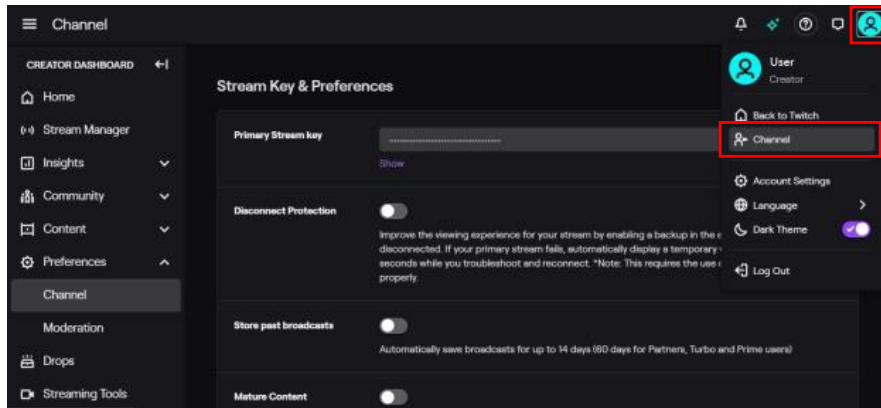 Channel
CREATOR DASHBOARD
Home
Stream Manager
Insights
Community
Content
Preferences
Channel
Moderation
Drops
Streaming Tools
Stream Key & Preferences
Primary Stream key
Show
Disconnect Protection
Improve the viewing experience for your stream by enabling a backup in the e
disconnected. If your primary stream fails, automatically display a temporary
seconds while you troubleshoot and reconnect. *Note: This requires the use
properly.
Store past broadcasts
Automatically save broadcasts for up to 14 days (60 days for Partners, Turbo and Prime users)
Mature Content
User
Creator
Back to Twitch
Channel
Account Settings
Language
Dark Theme
Log Out